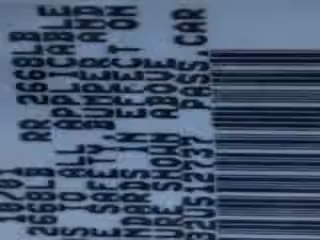 10/01
2668LB RR 2668LB
S TO ALL APPLICABLE
E SAFETY, BUMPER AND
NDARDS IN EFFECT ON
URE SHOWN ABOVE
2U512737 PASS.CAR